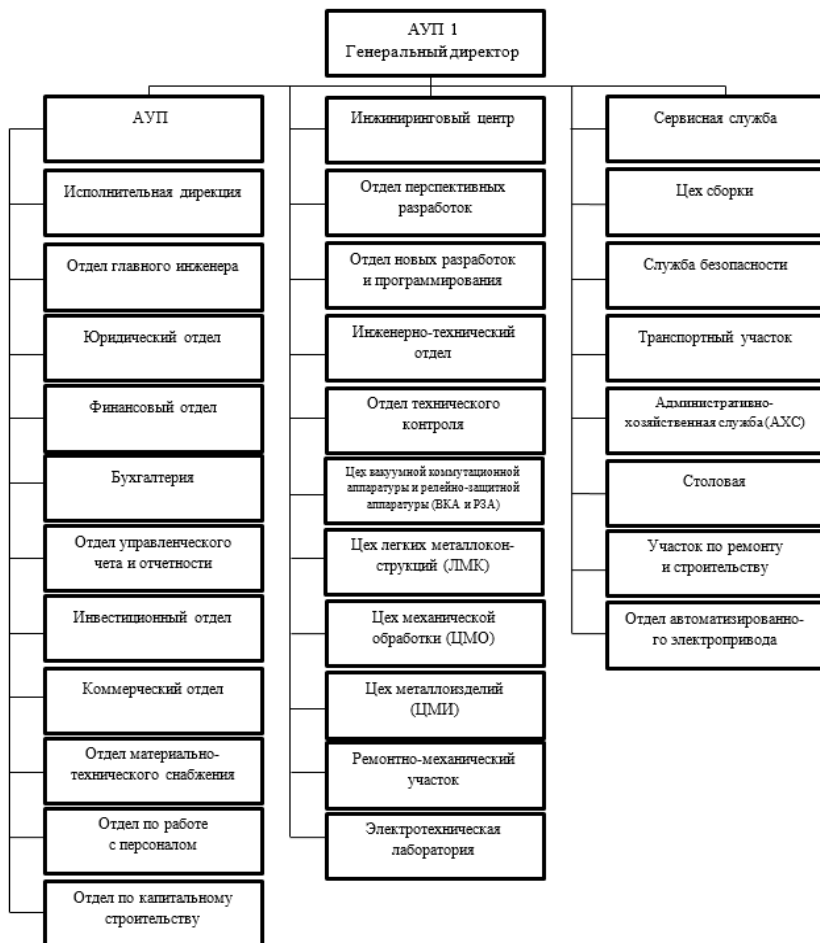 АУП 1
Генеральный директор
АУП
Исполнительная дирекция
Отдел главного инженера
Юридический отдел
Финансовый отдел
Бухгалтерия
Отдел управленческого
чета и отчетности
Инвестиционный отдел
Коммерческий отдел
Отдел материально-
технического снабжения
Отдел по работе
с персоналом
Отдел по капитальному
строительству
Инжиниринговый центр
Отдел перспективных
разработок
Отдел новых разработок
и программирования
Инженерно-технический
отдел
Отдел технического
контроля
Цех вакуумной коммутационной
аппаратуры и релейно-защитной
аппаратуры (ВКА и РЗА)
Цех легких металлокон-
струкций (ЛМК)
Цех механической
обработки (ЦМО)
Цех металлоизделий
(ЦМИ)
Ремонтно-механический
участок
Электротехническая
лаборатория
Сервисная служба
Цех сборки
Служба безопасности
Транспортный участок
Административно-
хозяйственная служба (АХС)
Столовая
Участок по ремонту
и строительству
Отдел автоматизированно-
го электропривода